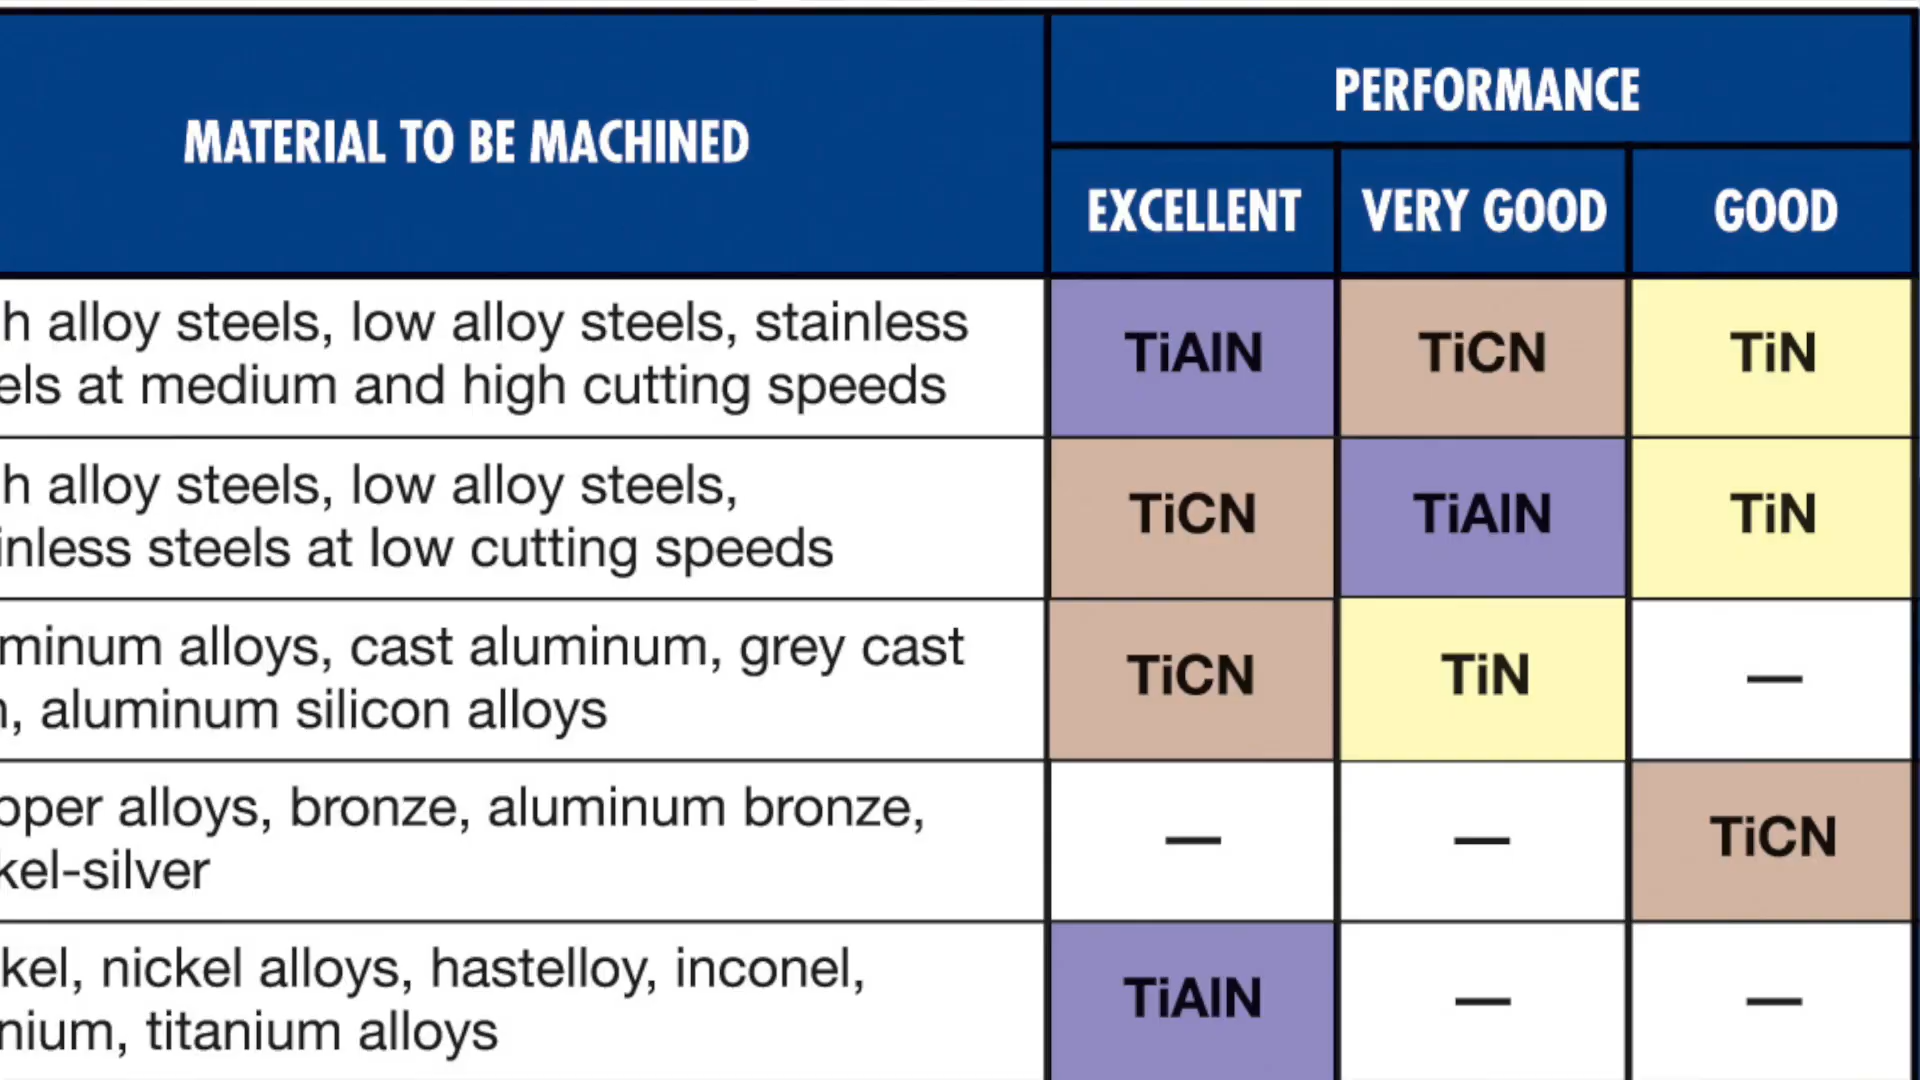 MATERIAL TO BE MACHINED
PERFORMANCE
EXCELLENT VERY GOOD GOOD
h alloy steels, low alloy steels, stainless
els at medium and high cutting speeds
TiAlN TiCN TiN
h alloy steels, low alloy steels,
inless steels at low cutting speeds
TiCN TiAlN TiN
minum alloys, cast aluminum, grey cast
n, aluminum silicon alloys
TiCN TiN —
pper alloys, bronze, aluminum bronze,
kel-silver
— — TiCN
kel, nickel alloys, hastelloy, inconel,
nium, titanium alloys
TiAlN — —